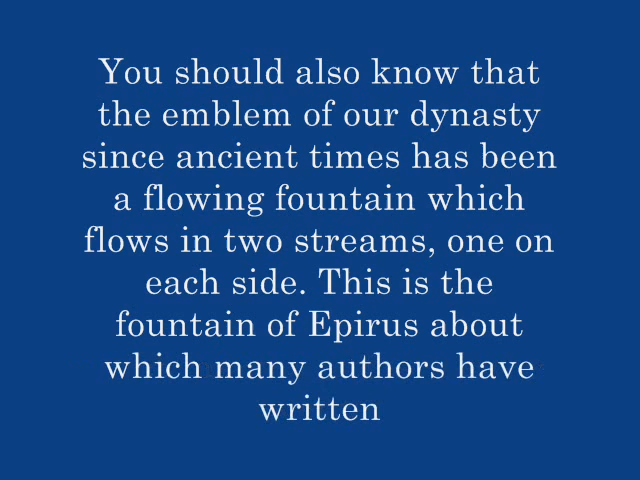 You should also know that
the emblem of our dynasty
since ancient times has been
a flowing fountain which
flows in two streams, one on
each side. This is the
fountain of Epirus about
which many authors have
written